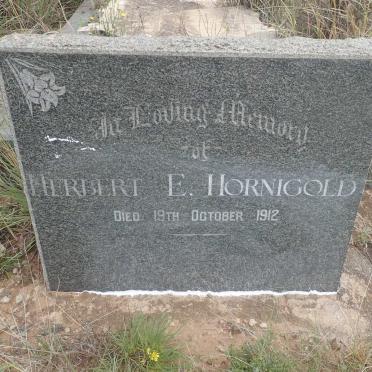 In Loving Memory
of
HERBERT E. HORNIGOLD
DIED 19TH OCTOBER 1912